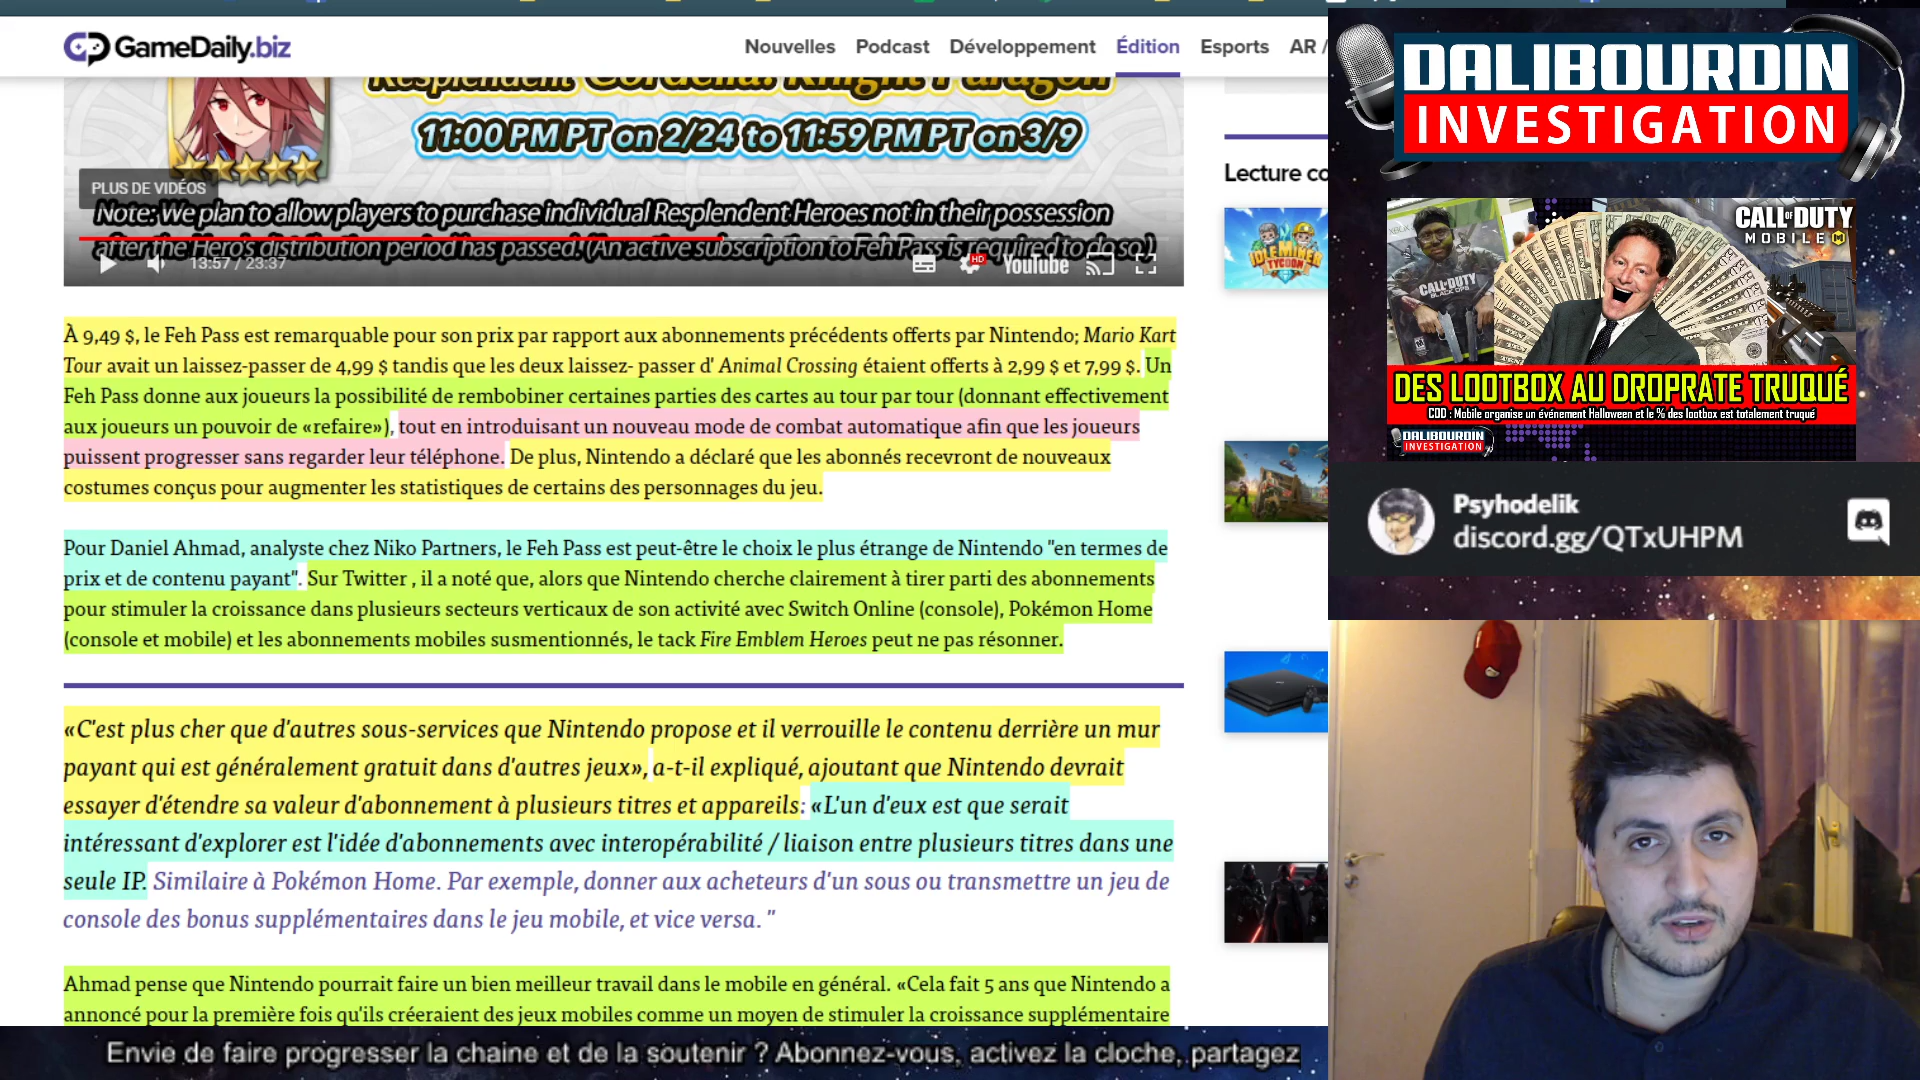 GameDaily.biz
Nouvelles Podcast Développement Édition Esports AR /
Resplendent Cordelia: Knight Paragon
11:00 PM PT on 2/24 to 11:59 PM PT on 3/9
PLUS DE VIDÉOS
Note: We plan to allow players to purchase individual Resplendent Heroes not in their possession
after the Hero's distribution period has passed. (An active subscription to Feh Pass is required to do so.)
13:57 / 23:37
HD
YouTube
À 9,49 $, le Feh Pass est remarquable pour son prix par rapport aux abonnements précédents offerts par Nintendo; Mario Kart
Tour avait un laissez-passer de 4,99 $ tandis que les deux laissez- passer d' Animal Crossing étaient offerts à 2,99 $ et 7,99 $. Un
Feh Pass donne aux joueurs la possibilité de rembobiner certaines parties des cartes au tour par tour (donnant effectivement
aux joueurs un pouvoir de «refaire»), tout en introduisant un nouveau mode de combat automatique afin que les joueurs
puissent progresser sans regarder leur téléphone. De plus, Nintendo a déclaré que les abonnés recevront de nouveaux
costumes conçus pour augmenter les statistiques de certains des personnages du jeu.
Pour Daniel Ahmad, analyste chez Niko Partners, le Feh Pass est peut-être le choix le plus étrange de Nintendo "en termes de
prix et de contenu payant". Sur Twitter , il a noté que, alors que Nintendo cherche clairement à tirer parti des abonnements
pour stimuler la croissance dans plusieurs secteurs verticaux de son activité avec Switch Online (console), Pokémon Home
(console et mobile) et les abonnements mobiles susmentionnés, le tack Fire Emblem Heroes peut ne pas résonner.
«C'est plus cher que d'autres sous-services que Nintendo propose et il verrouille le contenu derrière un mur
payant qui est généralement gratuit dans d'autres jeux», a-t-il expliqué, ajoutant que Nintendo devrait
essayer d'étendre sa valeur d'abonnement à plusieurs titres et appareils: «L'un d'eux est que serait
intéressant d'explorer est l'idée d'abonnements avec interopérabilité / liaison entre plusieurs titres dans une
seule IP. Similaire à Pokémon Home. Par exemple, donner aux acheteurs d'un sous ou transmettre un jeu de
console des bonus supplémentaires dans le jeu mobile, et vice versa. "
Ahmad pense que Nintendo pourrait faire un bien meilleur travail dans le mobile en général. «Cela fait 5 ans que Nintendo a
annoncé pour la première fois qu'ils créeraient des jeux mobiles comme un moyen de stimuler la croissance supplémentaire
Lecture co
IDLE MINER
TYCOON
DALIBOURDIN
INVESTIGATION
CALL OF DUTY
MOBILE
CALL OF DUTY
BLACK OPS
DES LOOTBOX AU DROPRATE TRUQUÉ
COD : Mobile organise un événement Halloween et le % des lootbox est totalement truqué
DALIBOURDIN
INVESTIGATION
Psyhodelik
discord.gg/QTxUHPM
Envie de faire progresser la chaine et de la soutenir ? Abonnez-vous, activez la cloche, partagez